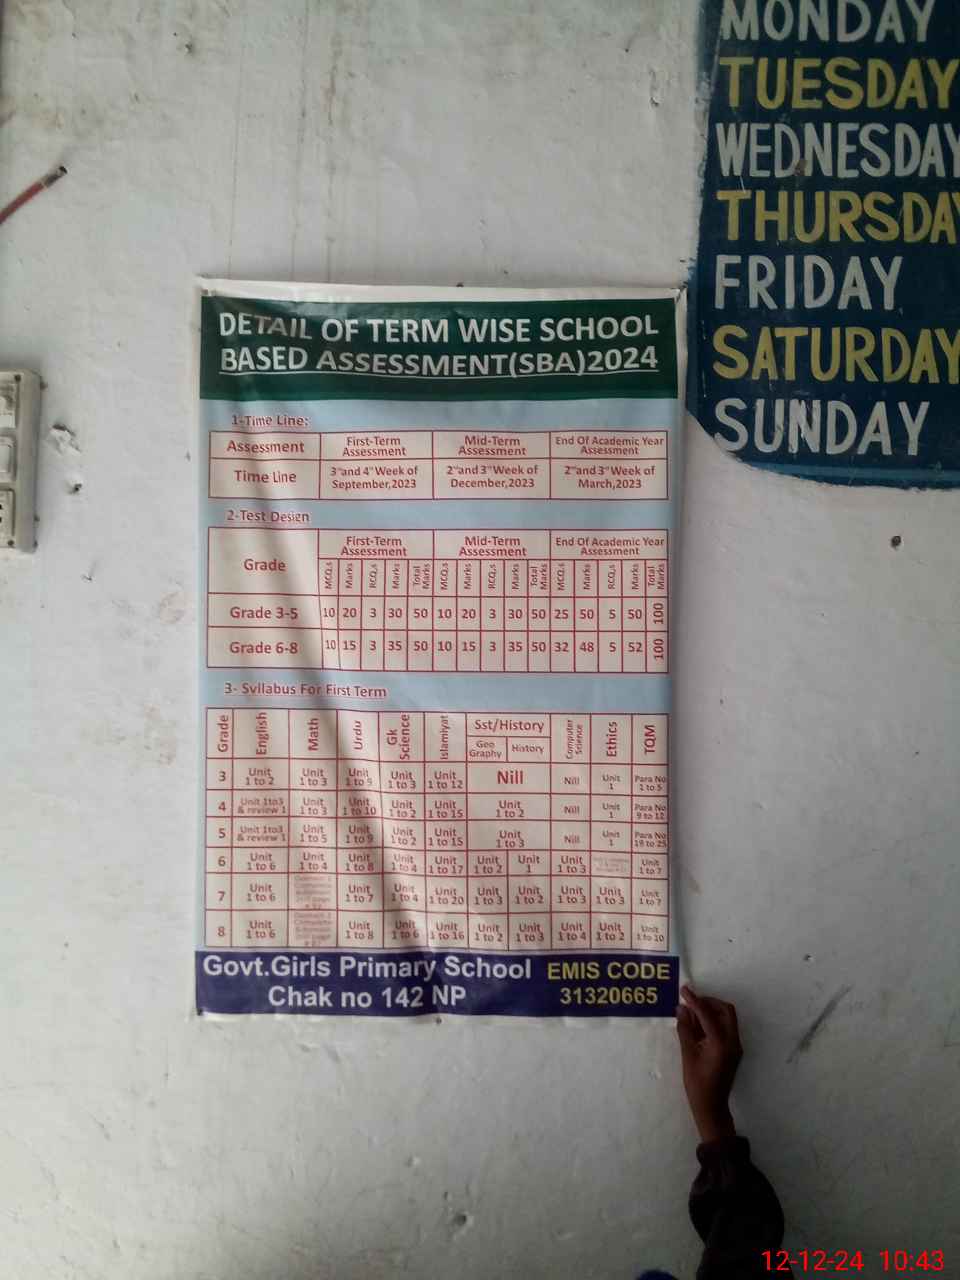 MONDAY
TUESDAY
WEDNESDAY
THURSDAY
FRIDAY
SATURDAY
SUNDAY
DETAIL OF TERM WISE SCHOOL
BASED ASSESSMENT(SBA)2024
1-Time Line:
Assessment First-Term Assessment Mid-Term Assessment End Of Academic Year Assessment
Time Line 3rd and 4th Week of September,2023 2nd and 3rd Week of December,2023 2nd and 3rd Week of March,2023
2-Test Design
Grade First-Term Assessment Mid-Term Assessment End Of Academic Year Assessment
MCQ,s Marks RCQ,s Marks Total Marks MCQ,s Marks RCQ,s Marks Total Marks MCQ,s Marks RCQ,s Marks Total Marks
Grade 3-5 10 20 3 30 50 10 20 3 30 50 25 50 5 50 100
Grade 6-8 10 15 3 35 50 10 15 3 35 50 32 48 5 52 100
3- Syllabus For First Term
Grade English Math Urdu Gk Science Islamiyat Sst/History Computer Science Ethics TQM
Geo Graphy History
3 Unit 1 to 2 Unit 1 to 3 Unit 1 to 9 Unit 1 to 3 Unit 1 to 12 Nill Nill Unit 1 Para No 1 to 5
4 Unit 1to3 & review 1 Unit 1 to 3 Unit 1 to 10 Unit 1 to 2 Unit 1 to 15 Unit 1 to 2 Nill Unit 1 Para No 9 to 12
5 Unit 1to3 & review 1 Unit 1 to 5 Unit 1 to 9 Unit 1 to 2 Unit 1 to 15 Unit 1 to 3 Nill Unit 1 Para No 19 to 25
6 Unit 1 to 6 Unit 1 to 4 Unit 1 to 8 Unit 1 to 4 Unit 1 to 17 Unit 1 to 2 Unit 1 Unit 1 to 3 Unit 1 to 7
7 Unit 1 to 6 Unit 1 to 7 Unit 1 to 4 Unit 1 to 20 Unit 1 to 3 Unit 1 to 2 Unit 1 to 3 Unit 1 to 3 Unit 1 to 7
8 Unit 1 to 6 Unit 1 to 8 Unit 1 to 6 Unit 1 to 16 Unit 1 to 2 Unit 1 to 3 Unit 1 to 4 Unit 1 to 2 Unit 1 to 10
Govt.Girls Primary School EMIS CODE
Chak no 142 NP 31320665
12-12-24 10:43